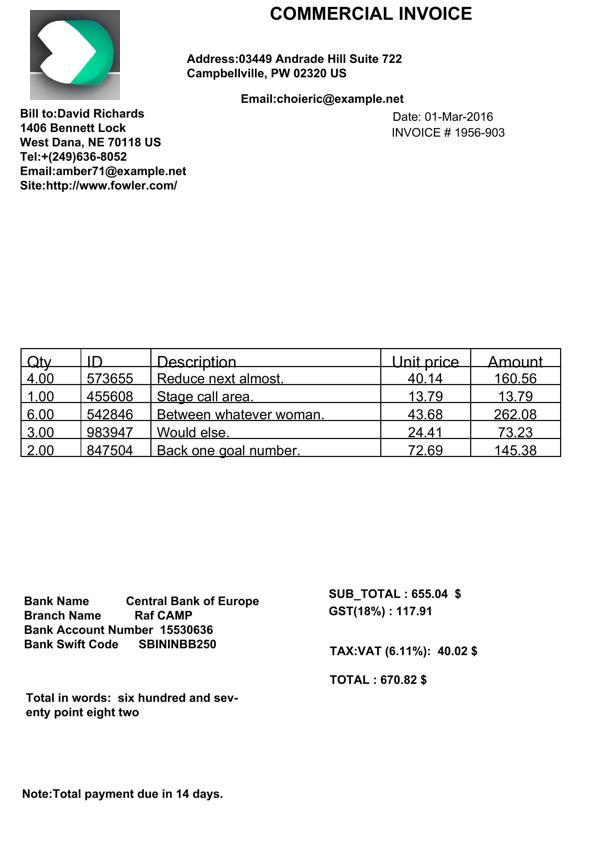 COMMERCIAL INVOICE
Address:03449 Andrade Hill Suite 722
Campbellville, PW 02320 US
Email:choieric@example.net
Bill to:David Richards
1406 Bennett Lock
West Dana, NE 70118 US
Tel:+(249)636-8052
Email:amber71@example.net
Site:http://www.fowler.com/
Date: 01-Mar-2016
INVOICE # 1956-903
Qty ID Description Unit price Amount
4.00 573655 Reduce next almost. 40.14 160.56
1.00 455608 Stage call area. 13.79 13.79
6.00 542846 Between whatever woman. 43.68 262.08
3.00 983947 Would else. 24.41 73.23
2.00 847504 Back one goal number. 72.69 145.38
SUB_TOTAL : 655.04 $
GST(18%) : 117.91
TAX:VAT (6.11%): 40.02 $
TOTAL : 670.82 $
Bank Name Central Bank of Europe
Branch Name Raf CAMP
Bank Account Number 15530636
Bank Swift Code SBININBB250
Total in words: six hundred and sev-
enty point eight two
Note:Total payment due in 14 days.